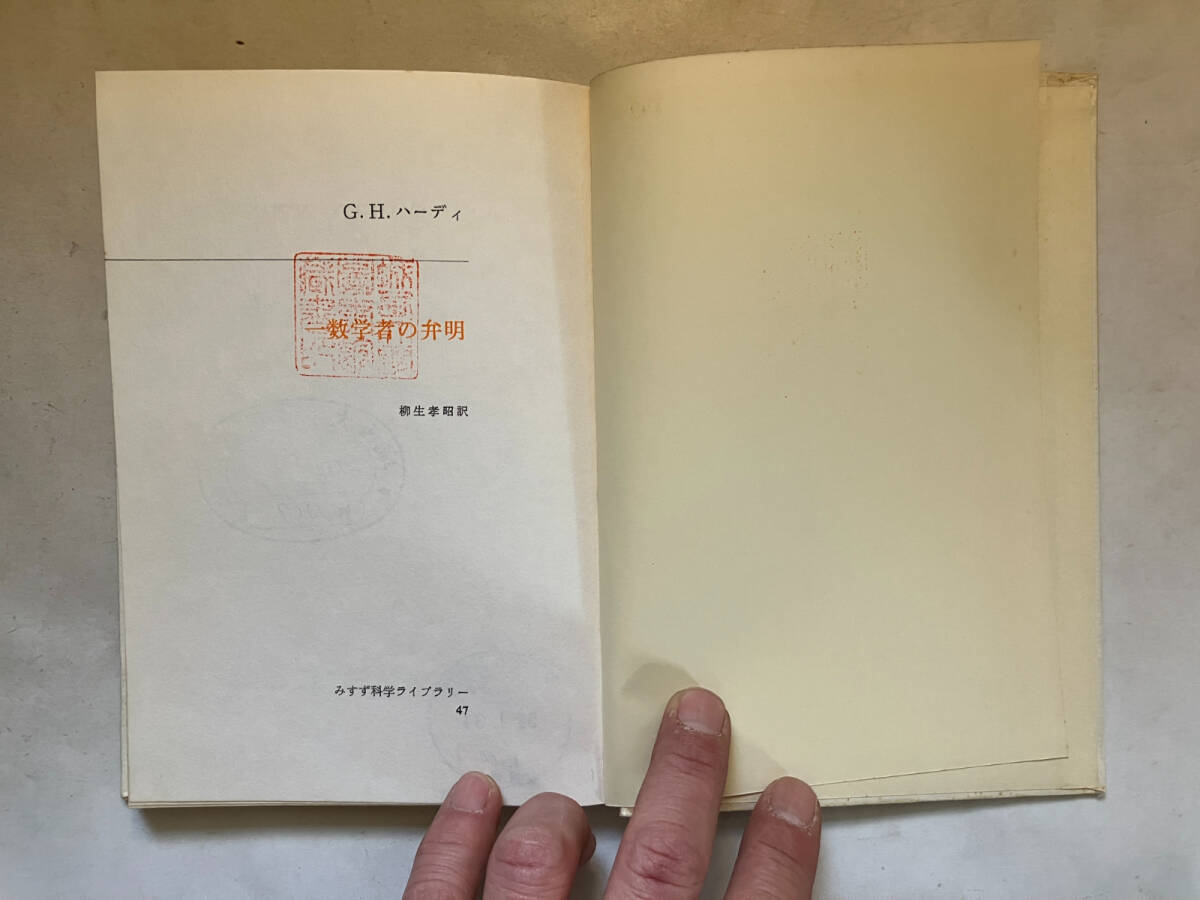 G. H. ハーディ
一数学者の弁明
柳生孝昭訳
みすず科学ライブラリー
47